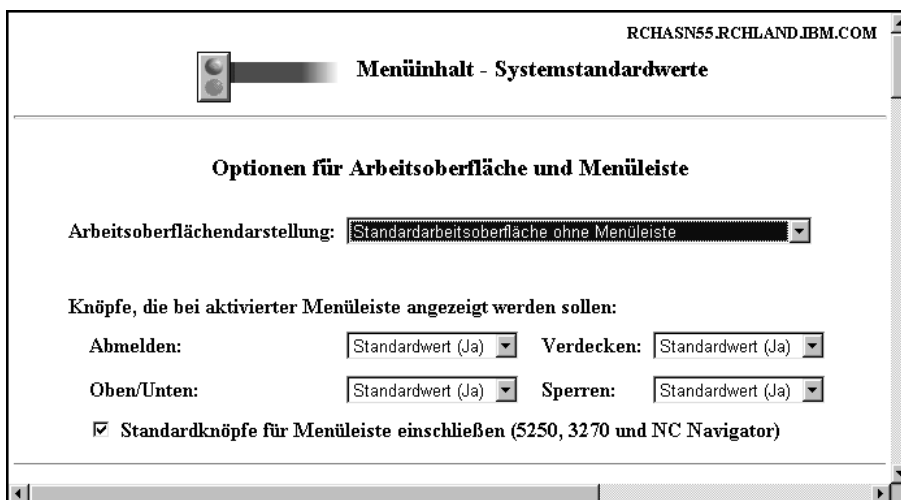 RCHASN55.RCHLAND.IBM.COM
Menüinhalt - Systemstandardwerte
Optionen für Arbeitsoberfläche und Menüleiste
Arbeitsoberflächendarstellung: Standardarbeitsoberfläche ohne Menüleiste
Knöpfe, die bei aktivierter Menüleiste angezeigt werden sollen:
Abmelden: Standardwert (Ja) Verdecken: Standardwert (Ja)
Oben/Unten: Standardwert (Ja) Sperren: Standardwert (Ja)
Standardknöpfe für Menüleiste einschließen (5250, 3270 und NC Navigator)